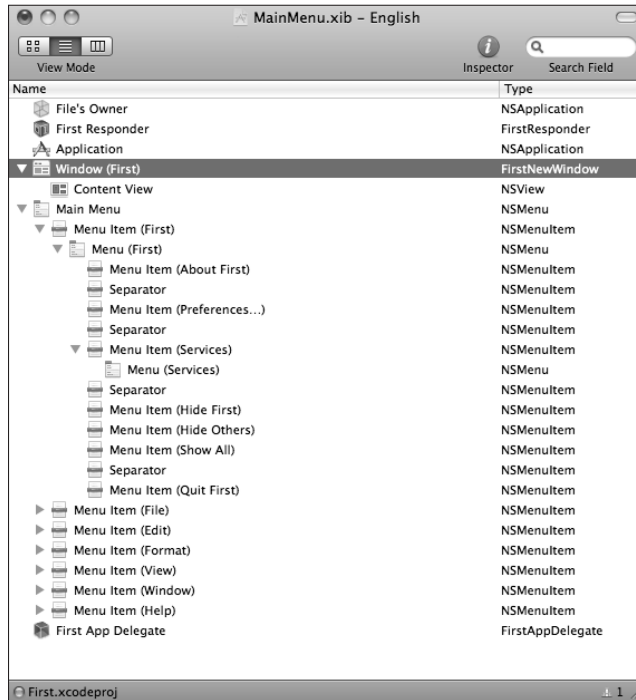 MainMenu.xib – English
View Mode
Inspector
Search Field
Name Type
File's Owner NSApplication
First Responder FirstResponder
Application NSApplication
Window (First) FirstNewWindow
Content View NSView
Main Menu NSMenu
Menu Item (First) NSMenuItem
Menu (First) NSMenu
Menu Item (About First) NSMenuItem
Separator NSMenuItem
Menu Item (Preferences...) NSMenuItem
Separator NSMenuItem
Menu Item (Services) NSMenuItem
Menu (Services) NSMenu
Separator NSMenuItem
Menu Item (Hide First) NSMenuItem
Menu Item (Hide Others) NSMenuItem
Menu Item (Show All) NSMenuItem
Separator NSMenuItem
Menu Item (Quit First) NSMenuItem
Menu Item (File) NSMenuItem
Menu Item (Edit) NSMenuItem
Menu Item (Format) NSMenuItem
Menu Item (View) NSMenuItem
Menu Item (Window) NSMenuItem
Menu Item (Help) NSMenuItem
First App Delegate FirstAppDelegate
First.xcodeproj 1